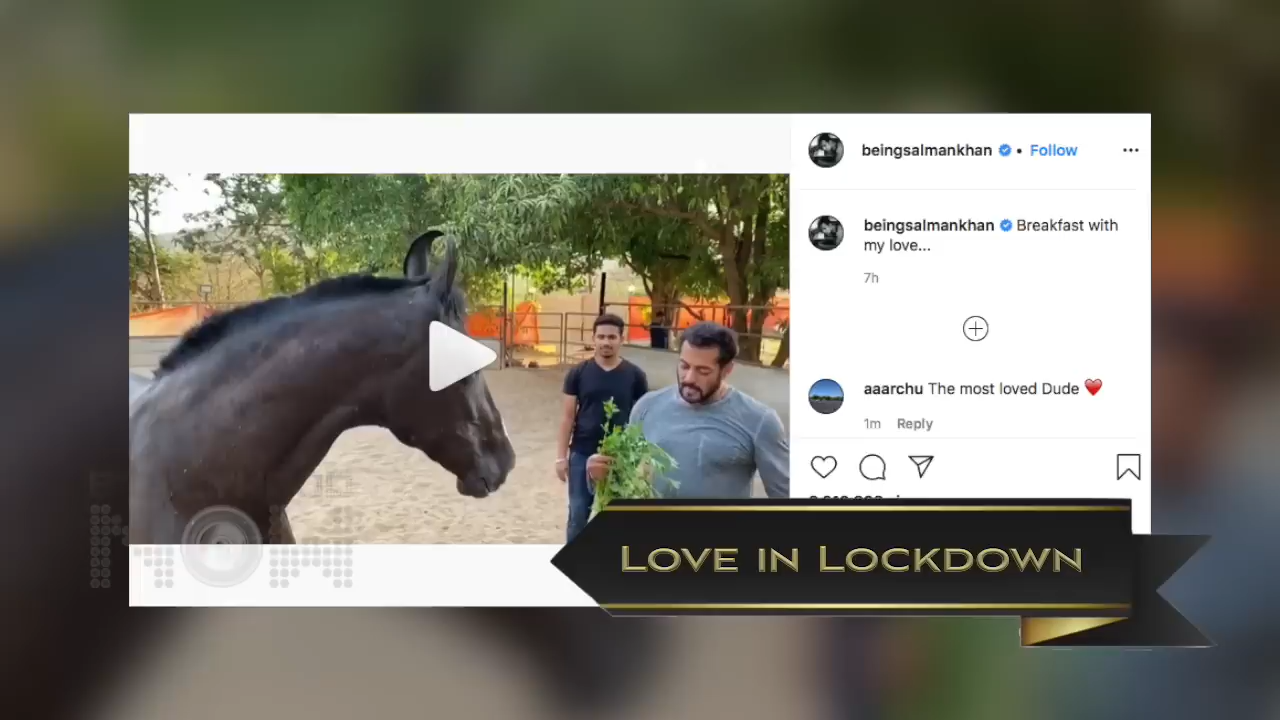 beingsalmankhan • Follow
beingsalmankhan Breakfast with
my love...
7h
aaarchu The most loved Dude ❤️
1m Reply
LOVE IN LOCKDOWN